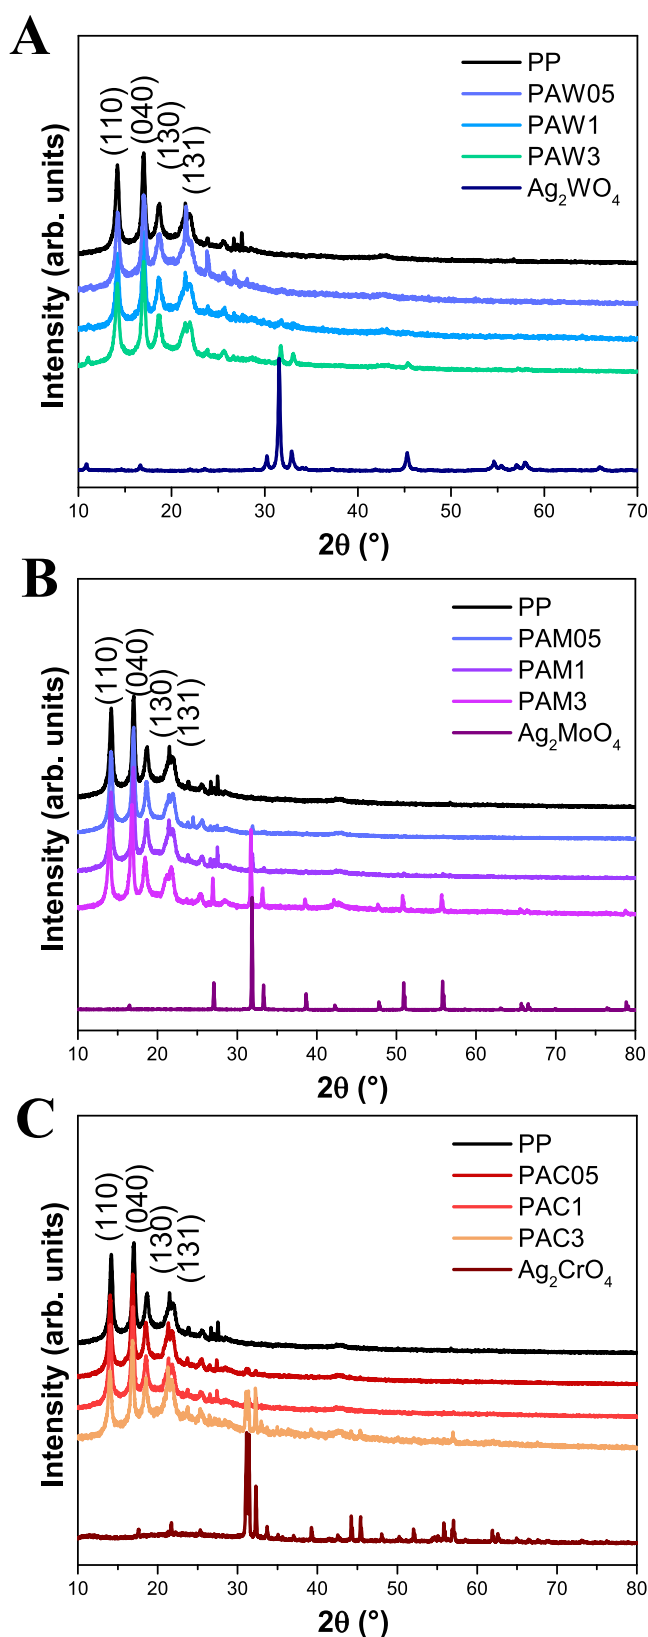 A
PP
PAW05
PAW1
PAW3
Ag₂WO₄
(110)
(040)
(130)
(131)
Intensity (arb. units)
10 20 30 40 50 60 70
2θ (°)
B
PP
PAM05
PAM1
PAM3
Ag₂MoO₄
(110)
(040)
(130)
(131)
Intensity (arb. units)
10 20 30 40 50 60 70 80
2θ (°)
C
PP
PAC05
PAC1
PAC3
Ag₂CrO₄
(110)
(040)
(130)
(131)
Intensity (arb. units)
10 20 30 40 50 60 70 80
2θ (°)